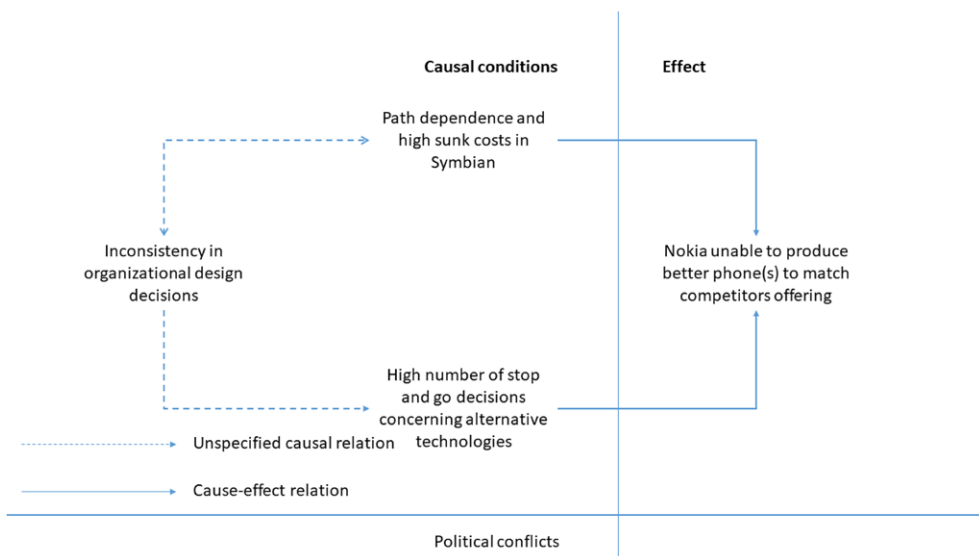 Causal conditions
Effect
Path dependence and
high sunk costs in
Symbian
Inconsistency in
organizational design
decisions
Nokia unable to produce
better phone(s) to match
competitors offering
High number of stop
and go decisions
concerning alternative
technologies
Unspecified causal relation
Cause-effect relation
Political conflicts